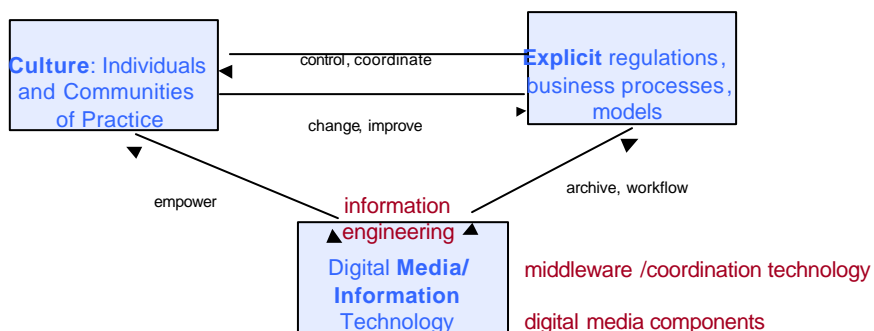 Culture: Individuals
and Communities
of Practice
control, coordinate
Explicit regulations,
business processes,
models
change, improve
empower
archive, workflow
information
engineering
Digital Media/
Information
Technology
middleware /coordination technology
digital media components